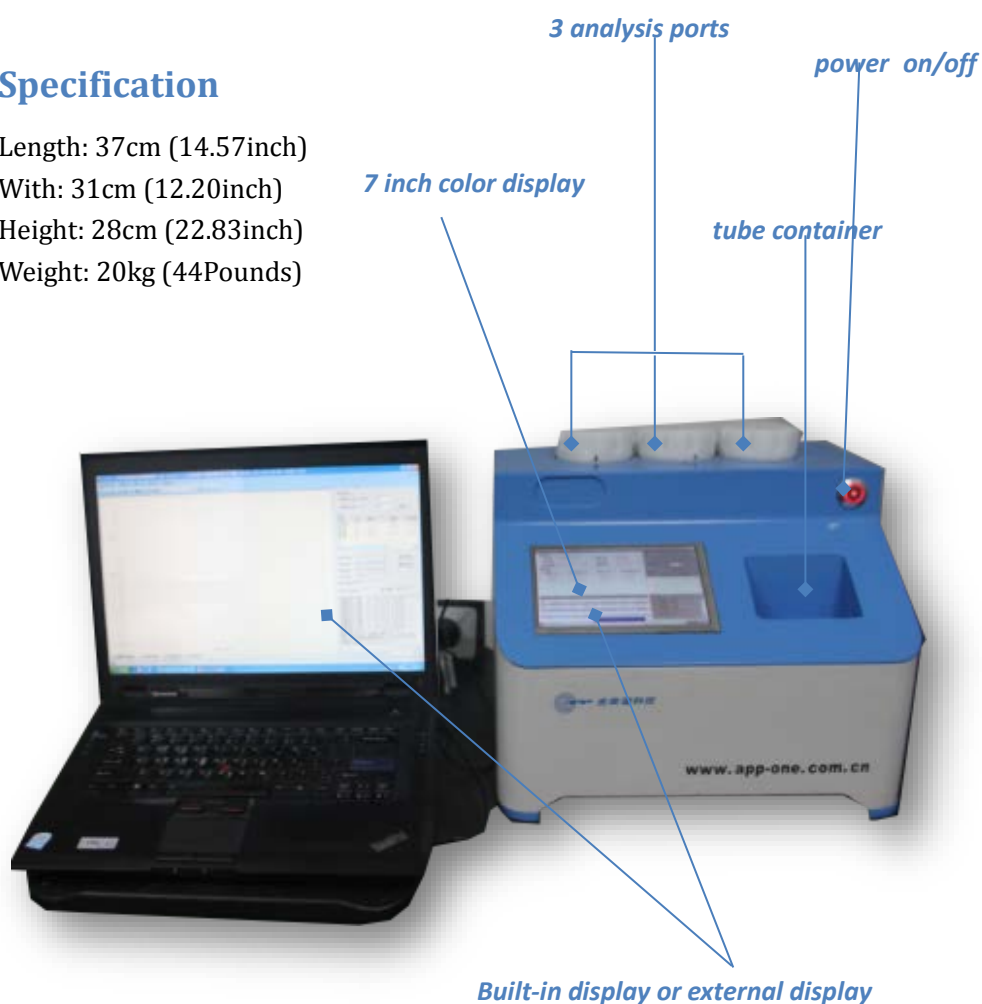 3 analysis ports
power on/off
Specification
Length: 37cm (14.57inch)
With: 31cm (12.20inch)
7 inch color display
Height: 28cm (22.83inch)
tube container
Weight: 20kg (44Pounds)
www.app-one.com.cn
Built-in display or external display